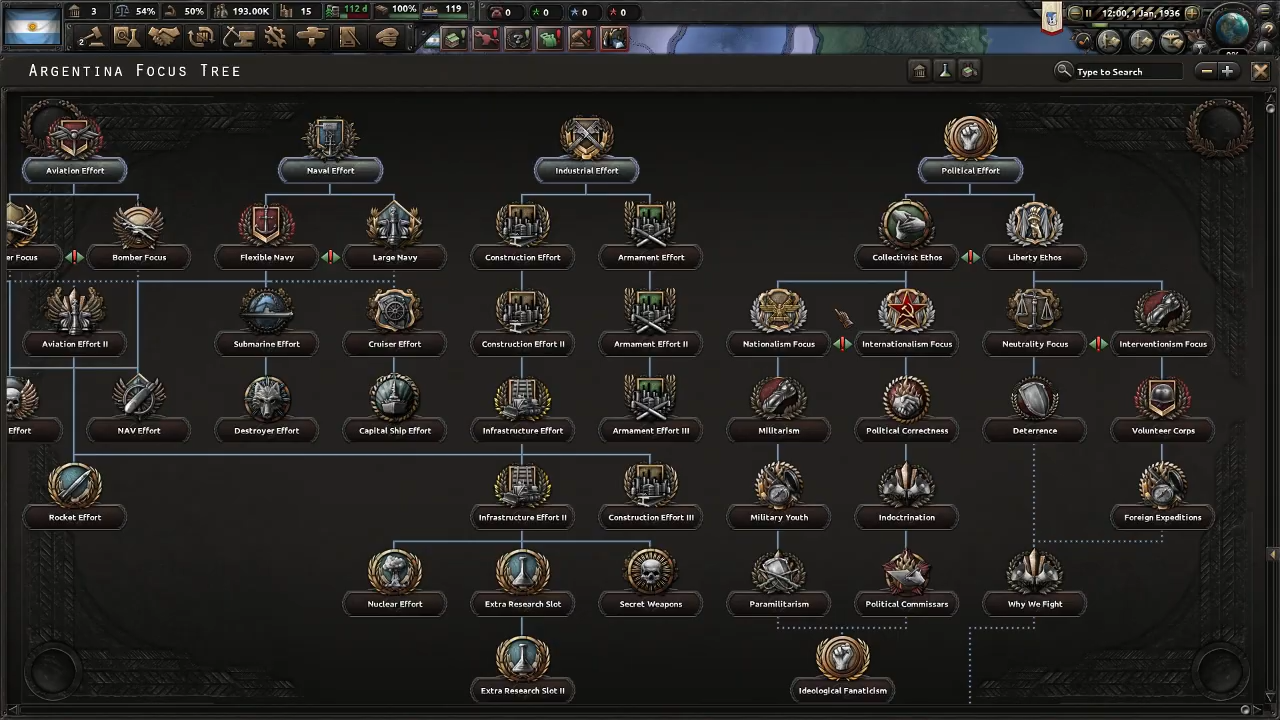 3 54% 50% 193.00K 15 112 d 100% 119 0 0 0 0 II 12:00, 1 Jan, 1936
2
ARGENTINA FOCUS TREE
Type to Search
Aviation Effort Naval Effort Industrial Effort Political Effort
er Focus Bomber Focus Flexible Navy Large Navy Construction Effort Armament Effort Collectivist Ethos Liberty Ethos
Aviation Effort II Submarine Effort Cruiser Effort Construction Effort II Armament Effort II Nationalism Focus Internationalism Focus Neutrality Focus Interventionism Focus
Effort NAV Effort Destroyer Effort Capital Ship Effort Infrastructure Effort Armament Effort III Militarism Political Correctness Deterrence Volunteer Corps
Rocket Effort Infrastructure Effort II Construction Effort III Military Youth Indoctrination Foreign Expeditions
Nuclear Effort Extra Research Slot Secret Weapons Paramilitarism Political Commissars Why We Fight
Extra Research Slot II Ideological Fanaticism